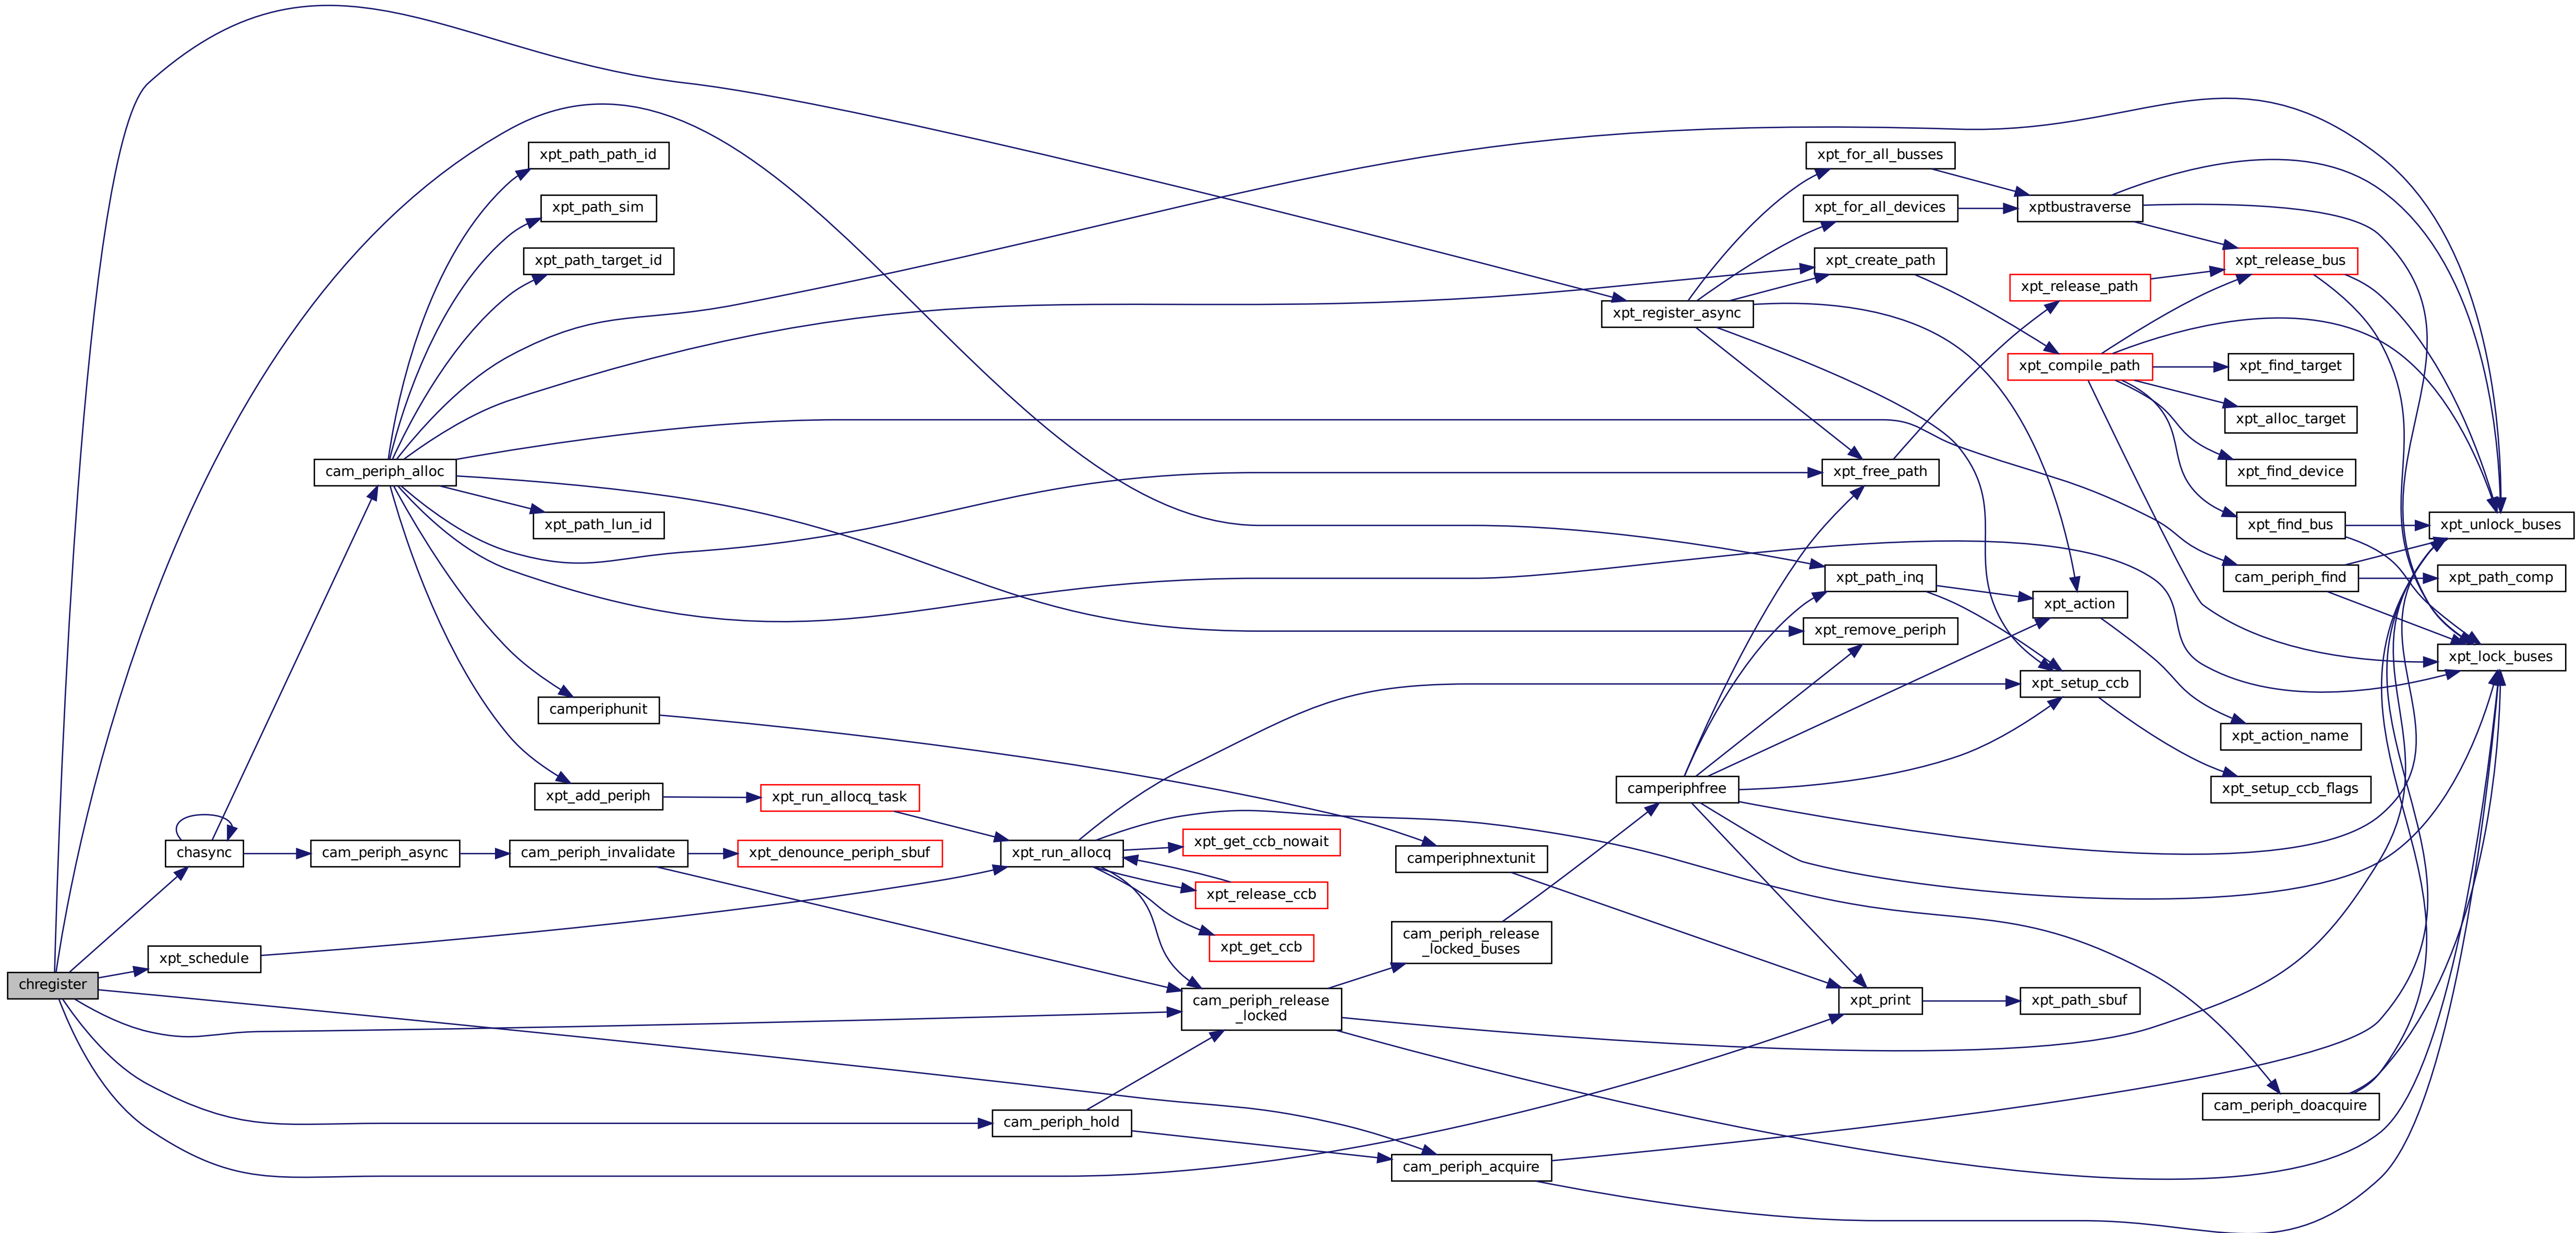 xpt_path_path_id
xpt_for_all_busses
xpt_path_sim
xpt_for_all_devices
xptbustraverse
xpt_path_target_id
xpt_create_path
xpt_release_bus
xpt_release_path
xpt_register_async
xpt_compile_path
xpt_find_target
xpt_alloc_target
cam_periph_alloc
xpt_free_path
xpt_find_device
xpt_path_lun_id
xpt_find_bus
xpt_unlock_buses
xpt_path_inq
cam_periph_find
xpt_path_comp
xpt_action
xpt_remove_periph
xpt_lock_buses
xpt_setup_ccb
camperiphunit
xpt_action_name
xpt_add_periph
xpt_run_allocq_task
camperiphfree
xpt_setup_ccb_flags
chasync
cam_periph_async
cam_periph_invalidate
xpt_denounce_periph_sbuf
xpt_run_allocq
xpt_get_ccb_nowait
camperiphnextunit
xpt_release_ccb
xpt_schedule
xpt_get_ccb
cam_periph_release
_locked_buses
chregister
cam_periph_release
_locked
xpt_print
xpt_path_sbuf
cam_periph_doacquire
cam_periph_hold
cam_periph_acquire